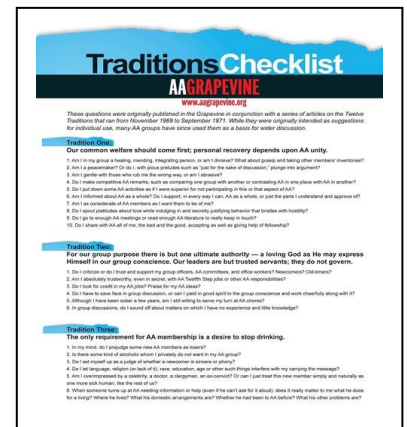 Traditions Checklist
AAGRAPEVINE
www.aagrapevine.org
These questions were originally published in the Grapevine in conjunction with a series of articles on the Twelve
Traditions that ran from November 1969 to September 1971. While they were originally intended as suggestions
for individual use, many AA groups have since used them as a basis for wider discussion.
Tradition One:
Our common welfare should come first; personal recovery depends upon AA unity.
1. Am I in my group a healing, mending, integrating person, or am I divisive? What about gossip and taking other members' inventories?
2. Am I a peacemaker? Or do I, with pious preludes such as "just for the sake of discussion," plunge into argument?
3. Am I gentle with those who rub me the wrong way, or am I abrasive?
4. Do I make competitive AA remarks, such as comparing one group with another or contrasting AA in one place with AA in another?
5. Do I put down some AA activities as if I were superior for not participating in this or that aspect of AA?
6. Am I informed about AA as a whole? Do I support, in every way I can, AA as a whole, or just the parts I understand and approve of?
7. Am I as considerate of AA members as I want them to be of me?
8. Do I spout platitudes about love while indulging in and secretly justifying behavior that bristles with hostility?
9. Do I go to enough AA meetings or read enough AA literature to really keep in touch?
10. Do I share with AA all of me, the bad and the good, accepting as well as giving help of fellowship?
Tradition Two:
For our group purpose there is but one ultimate authority — a loving God as He may express
Himself in our group conscience. Our leaders are but trusted servants; they do not govern.
1. Do I criticize or do I trust and support my group officers, AA committees, and office workers? Newcomers? Old-timers?
2. Am I absolutely trustworthy, even in secret, with AA Twelfth Step jobs or other AA responsibilities?
3. Do I look for credit in my AA jobs? Praise for my AA ideas?
4. Do I have to save face in group discussion, or can I yield in good spirit to the group conscience and work cheerfully along with it?
5. Although I have been sober a few years, am I still willing to serve my turn at AA chores?
6. In group discussions, do I sound off about matters on which I have no experience and little knowledge?
Tradition Three:
The only requirement for AA membership is a desire to stop drinking.
1. In my mind, do I prejudge some new AA members as losers?
2. Is there some kind of alcoholic whom I privately do not want in my AA group?
3. Do I set myself up as a judge of whether a newcomer is sincere or phony?
4. Do I let language, religion (or lack of it), race, education, age or other such things interfere with my carrying the message?
5. Am I overimpressed by a celebrity, a doctor, a clergyman, an ex-convict? Or can I just treat this new member simply and naturally as
one more sick human, like the rest of us?
6. When someone turns up at AA needing information or help (even if he can't ask for it aloud), does it really matter to me what he does
for a living? Where he lives? What his domestic arrangements are? Whether he had been to AA before? What his other problems are?